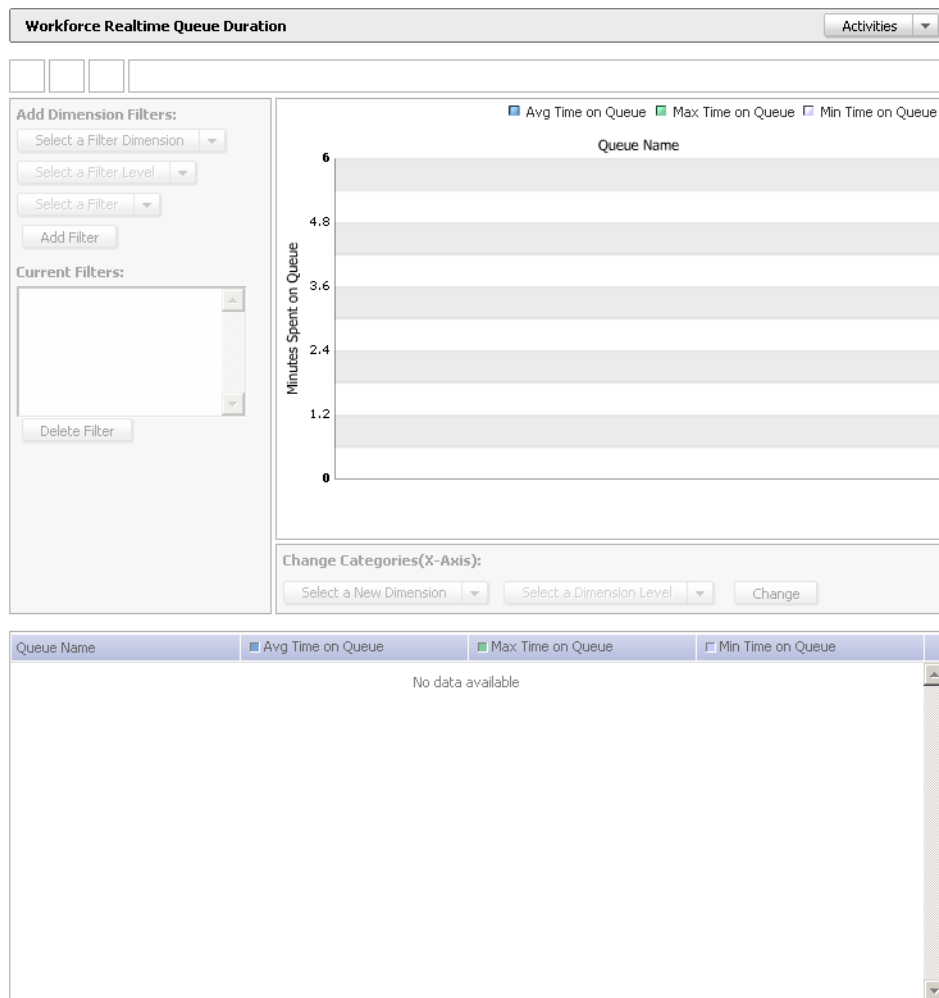 Workforce Realtime Queue Duration
Activities
Add Dimension Filters:
Select a Filter Dimension
Select a Filter Level
Select a Filter
Add Filter
Current Filters:
Delete Filter
Avg Time on Queue Max Time on Queue Min Time on Queue
Queue Name
Minutes Spent on Queue
6
4.8
3.6
2.4
1.2
0
Change Categories(X-Axis):
Select a New Dimension Select a Dimension Level Change
Queue Name Avg Time on Queue Max Time on Queue Min Time on Queue
No data available